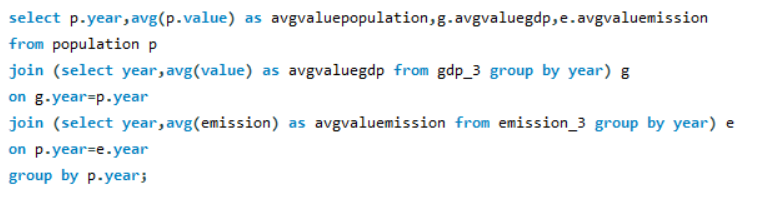 select p.year,avg(p.value) as avgvaluepopulation,g.avgvaluegdp,e.avgvaluemission
from population p
join (select year,avg(value) as avgvaluegdp from gdp_3 group by year) g
on g.year=p.year
join (select year,avg(emission) as avgvaluemission from emission_3 group by year) e
on p.year=e.year
group by p.year;